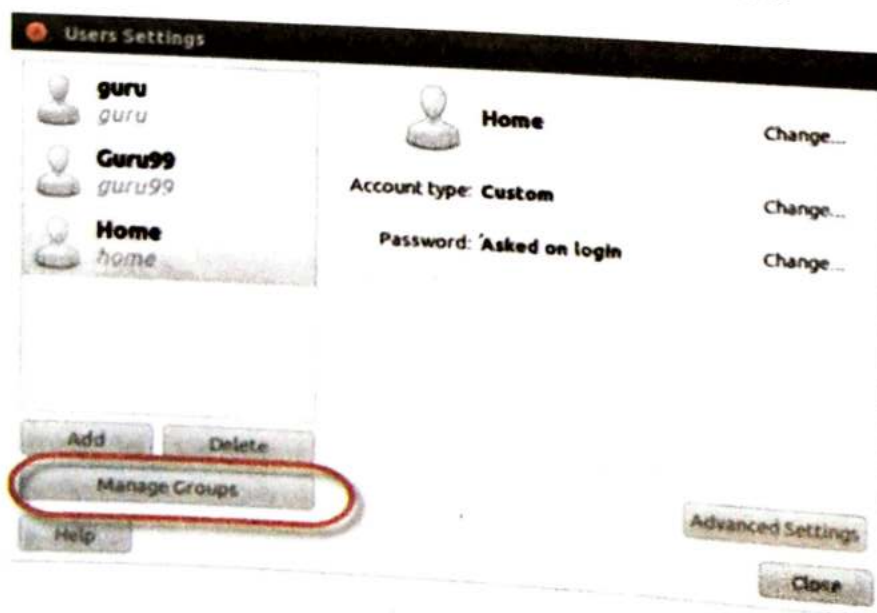 Users Settings
guru
guru
Guru99
guru99
Home
home
Home
Change...
Account type: Custom
Change...
Password: Asked on login
Change...
Add
Delete
Manage Groups
Help
Advanced Settings
Close